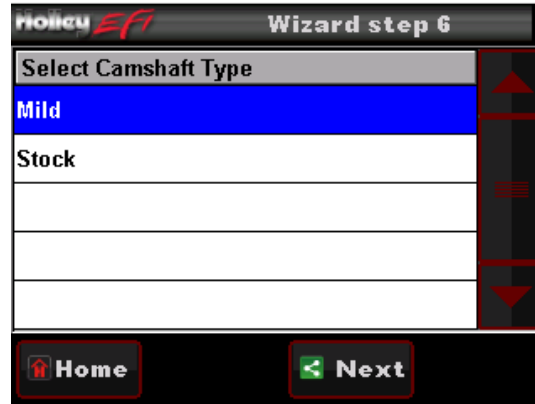 Holley EFI Wizard step 6
Select Camshaft Type
Mild
Stock
Home Next